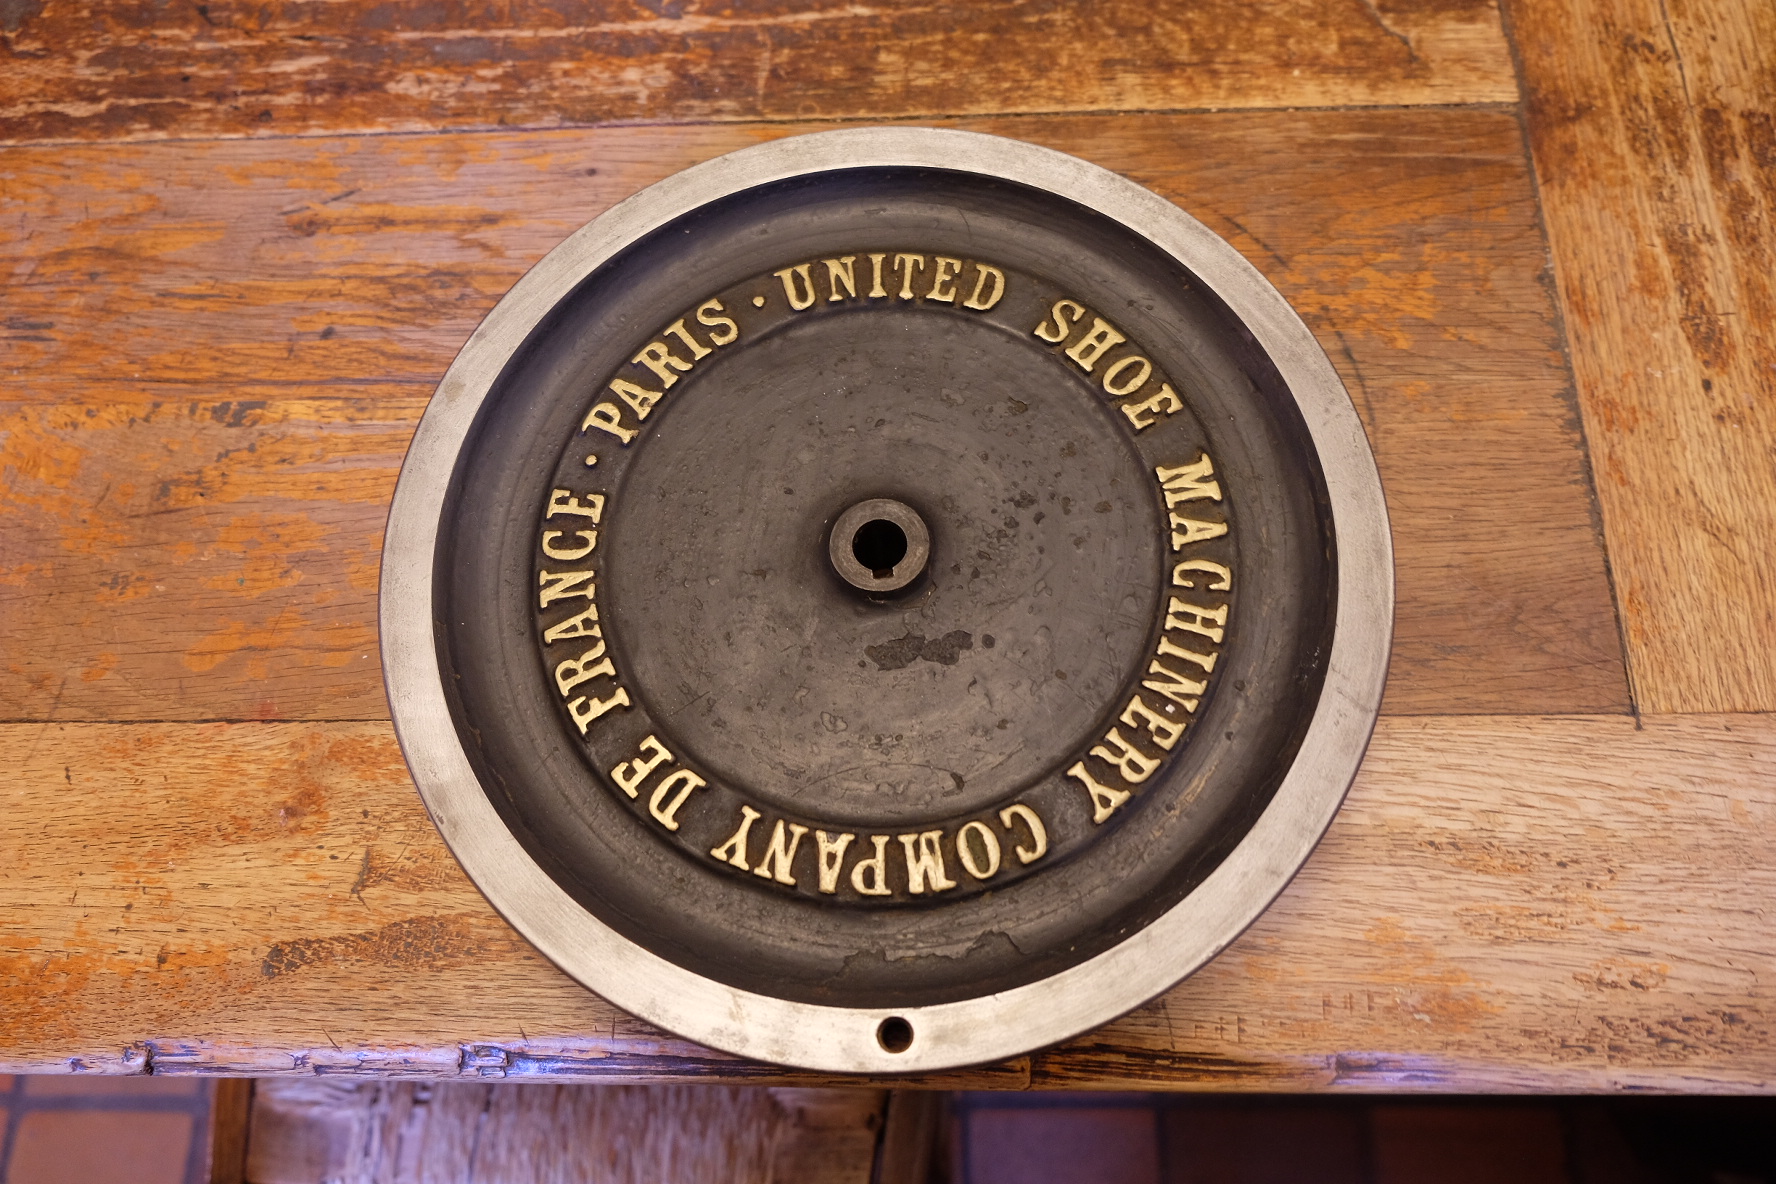 UNITED SHOE MACHINERY COMPANY DE FRANCE · PARIS ·